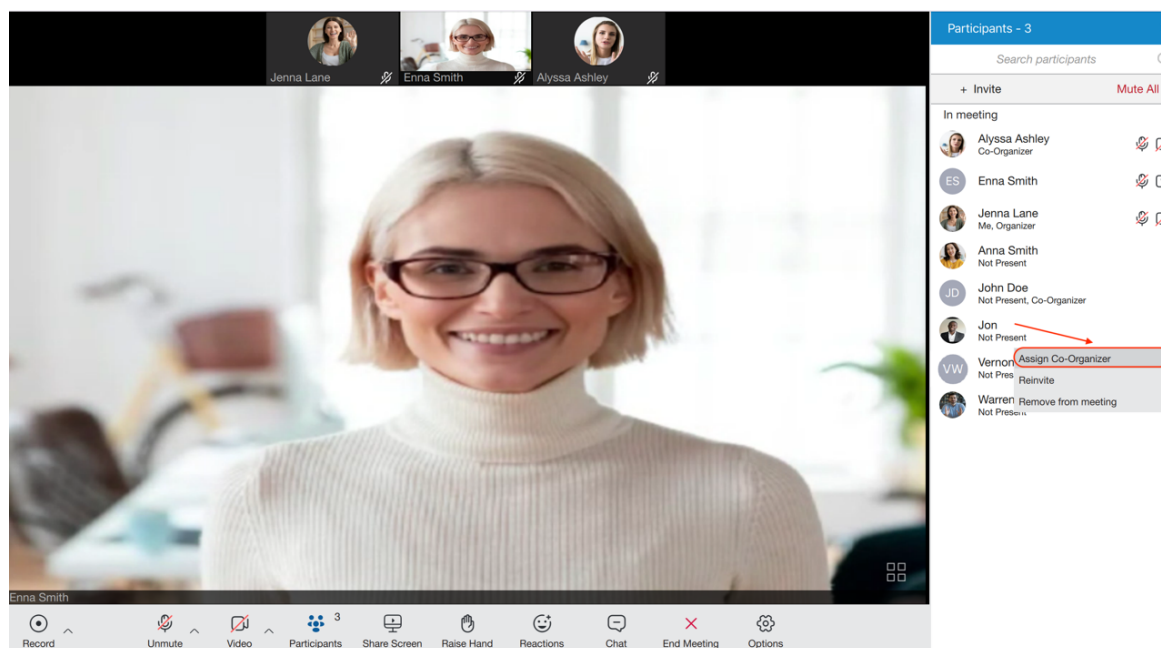 Jenna Lane
Enna Smith
Alyssa Ashley
Enna Smith
Participants - 3
Search participants
+ Invite
Mute All
In meeting
Alyssa Ashley
Co-Organizer
ES
Enna Smith
Jenna Lane
Me, Organizer
Anna Smith
Not Present
JD
John Doe
Not Present, Co-Organizer
Jon
Not Present
VW
Vernon
Not Pres
Assign Co-Organizer
Reinvite
Remove from meeting
Warren
Not Present
Record
Unmute
Video
Participants
3
Share Screen
Raise Hand
Reactions
Chat
End Meeting
Options